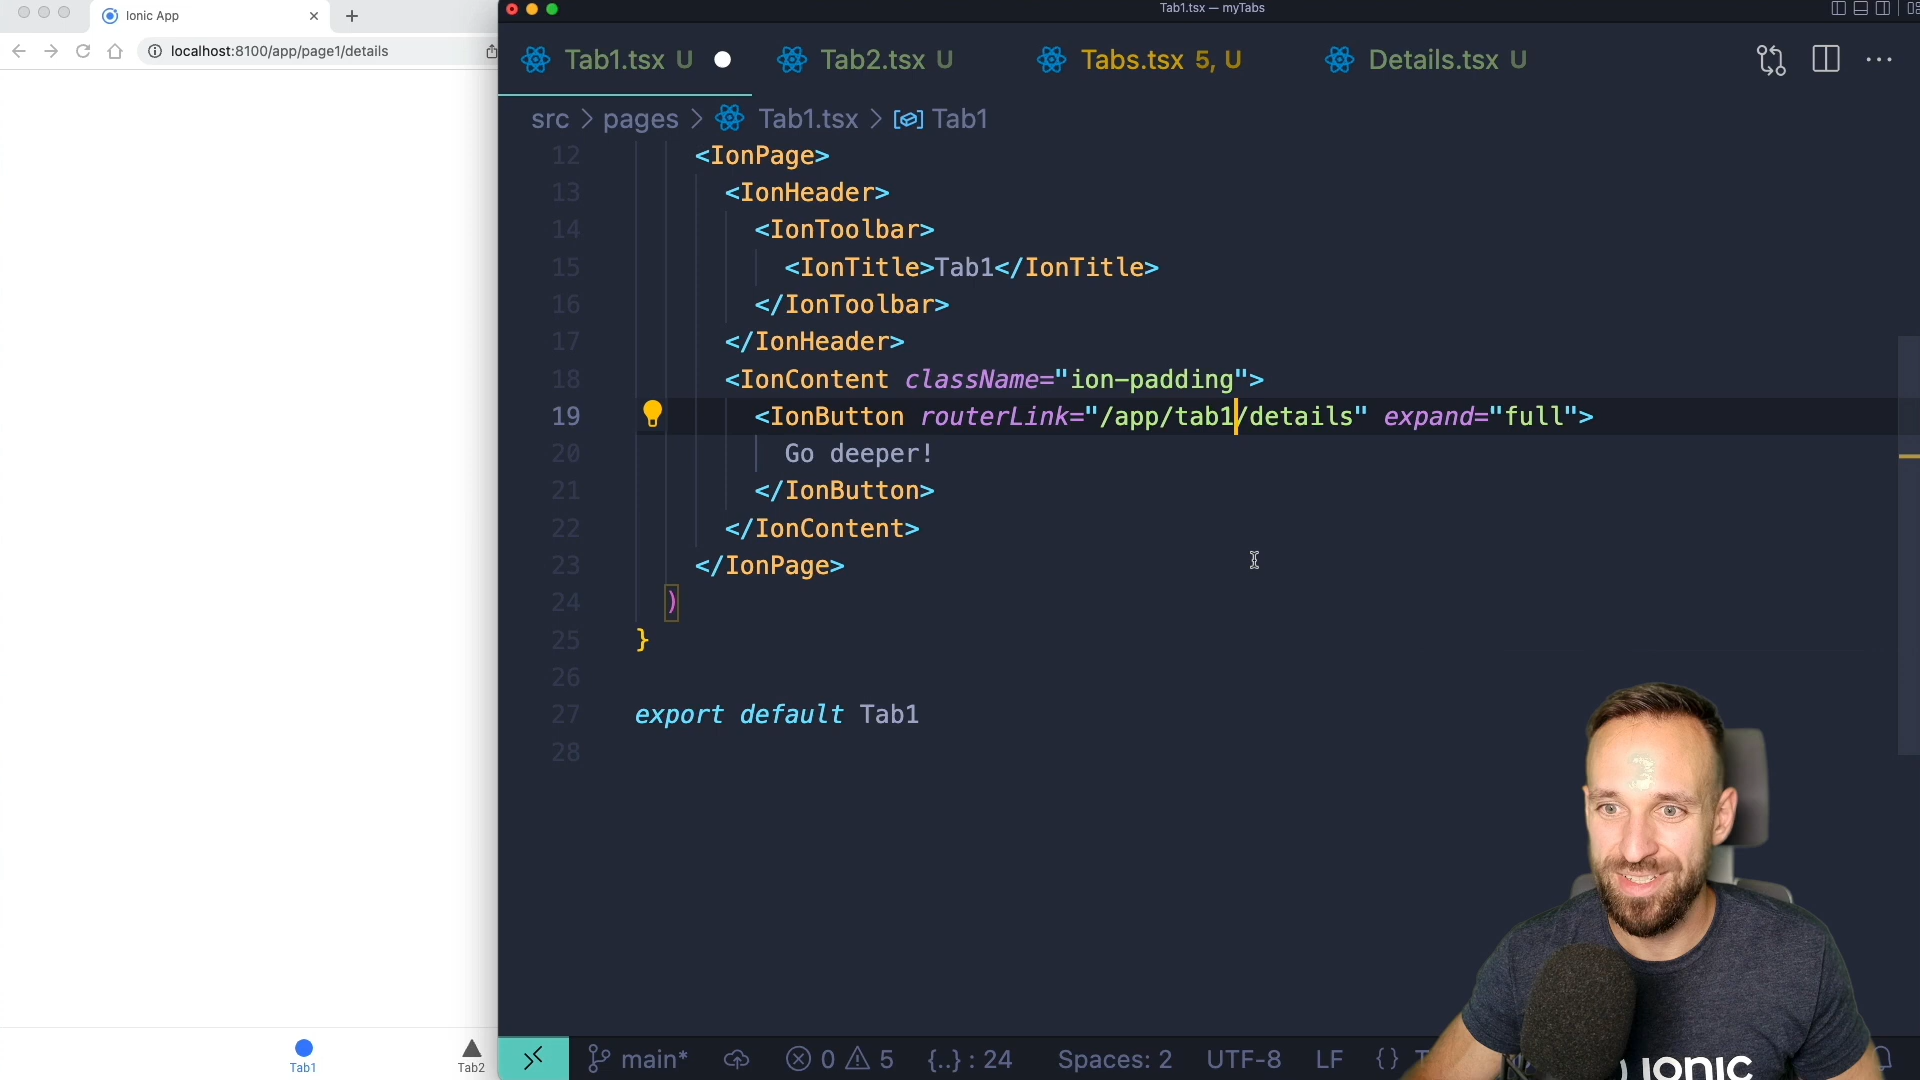 Ionic App
localhost:8100/app/page1/details
Tab1
Tab2
Tab1.tsx — myTabs
Tab1.tsx U
Tab2.tsx U
Tabs.tsx 5, U
Details.tsx U
src > pages > Tab1.tsx > Tab1
12 <IonPage>
13 <IonHeader>
14 <IonToolbar>
15 <IonTitle>Tab1</IonTitle>
16 </IonToolbar>
17 </IonHeader>
18 <IonContent className="ion-padding">
19 <IonButton routerLink="/app/tab1/details" expand="full">
20 Go deeper!
21 </IonButton>
22 </IonContent>
23 </IonPage>
24 )
25 }
26
27 export default Tab1
28
main* 0 5 {..} : 24 Spaces: 2 UTF-8 LF {}
IONIC